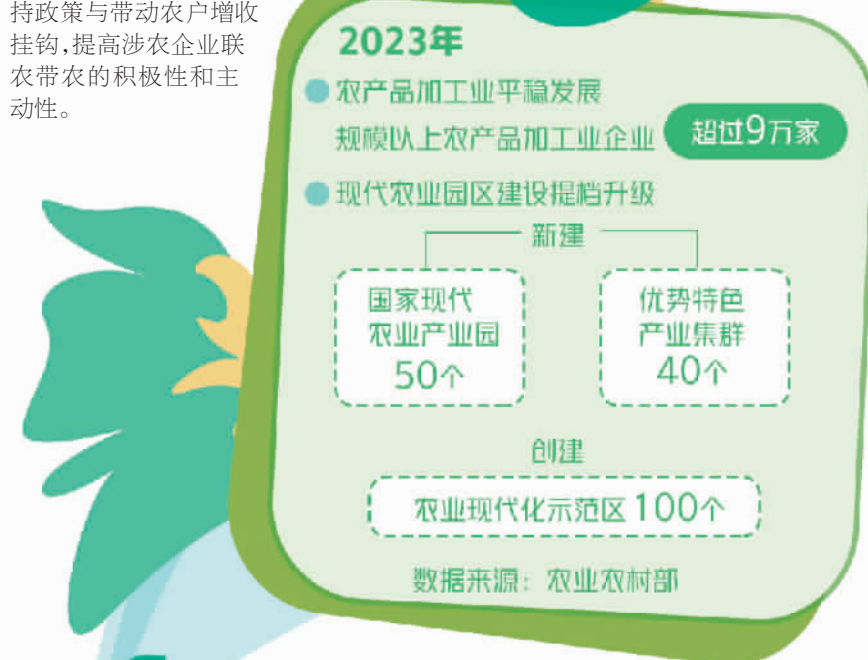 持政策与带动农户增收
挂钩,提高涉农企业联
农带农的积极性和主
动性。
2023年
农产品加工业平稳发展
规模以上农产品加工业企业 超过9万家
现代农业园区建设提档升级
新建
国家现代
农业产业园
50个
优势特色
产业集群
40个
创建
农业现代化示范区100个
数据来源：农业农村部